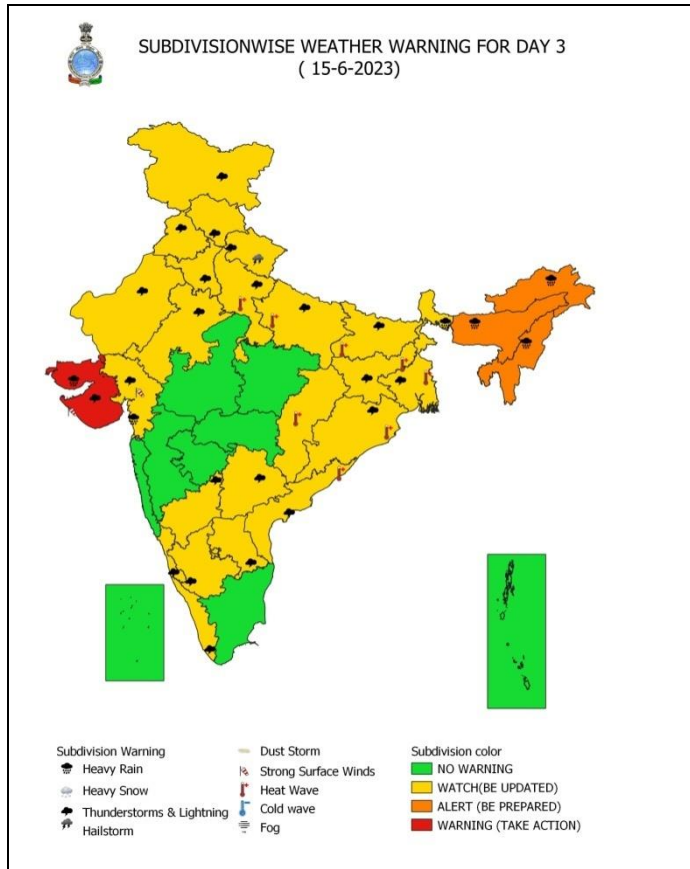 SUBDIVISIONWISE WEATHER WARNING FOR DAY 3
( 15-6-2023)
Subdivision Warning
Heavy Rain
Heavy Snow
Thunderstorms & Lightning
Hailstorm
Dust Storm
Strong Surface Winds
Heat Wave
Cold wave
Fog
Subdivision color
NO WARNING
WATCH(BE UPDATED)
ALERT (BE PREPARED)
WARNING (TAKE ACTION)